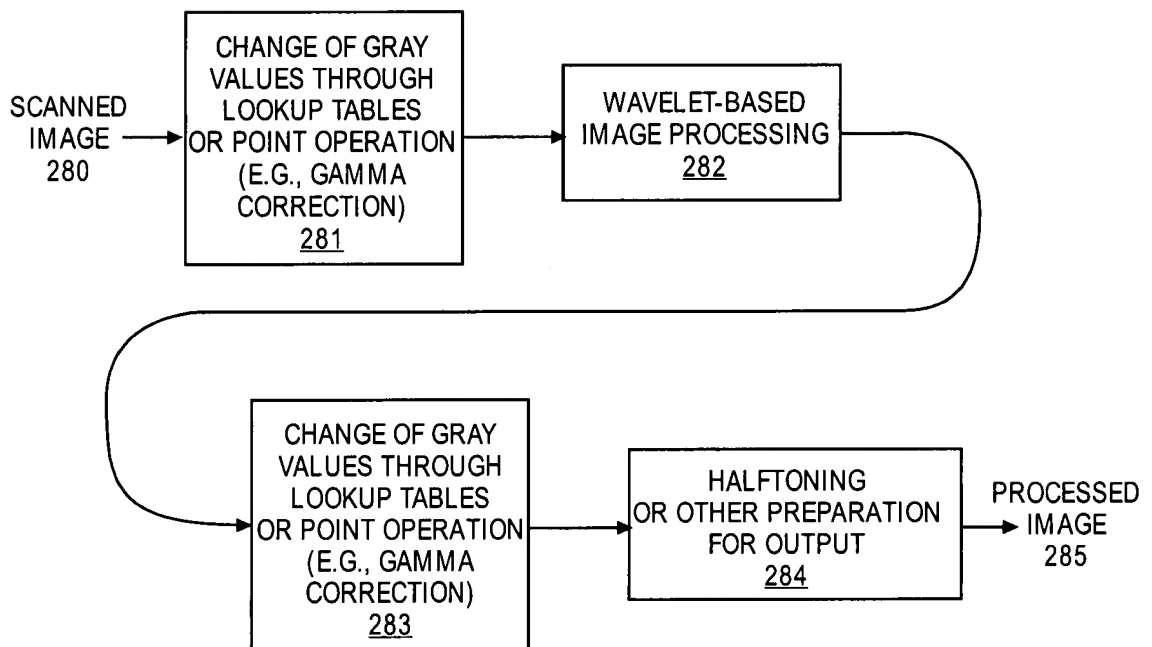 SCANNED
IMAGE
280
CHANGE OF GRAY
VALUES THROUGH
LOOKUP TABLES
OR POINT OPERATION
(E.G., GAMMA
CORRECTION)
281
WAVELET-BASED
IMAGE PROCESSING
282
CHANGE OF GRAY
VALUES THROUGH
LOOKUP TABLES
OR POINT OPERATION
(E.G., GAMMA
CORRECTION)
283
HALFTONING
OR OTHER PREPARATION
FOR OUTPUT
284
PROCESSED
IMAGE
285